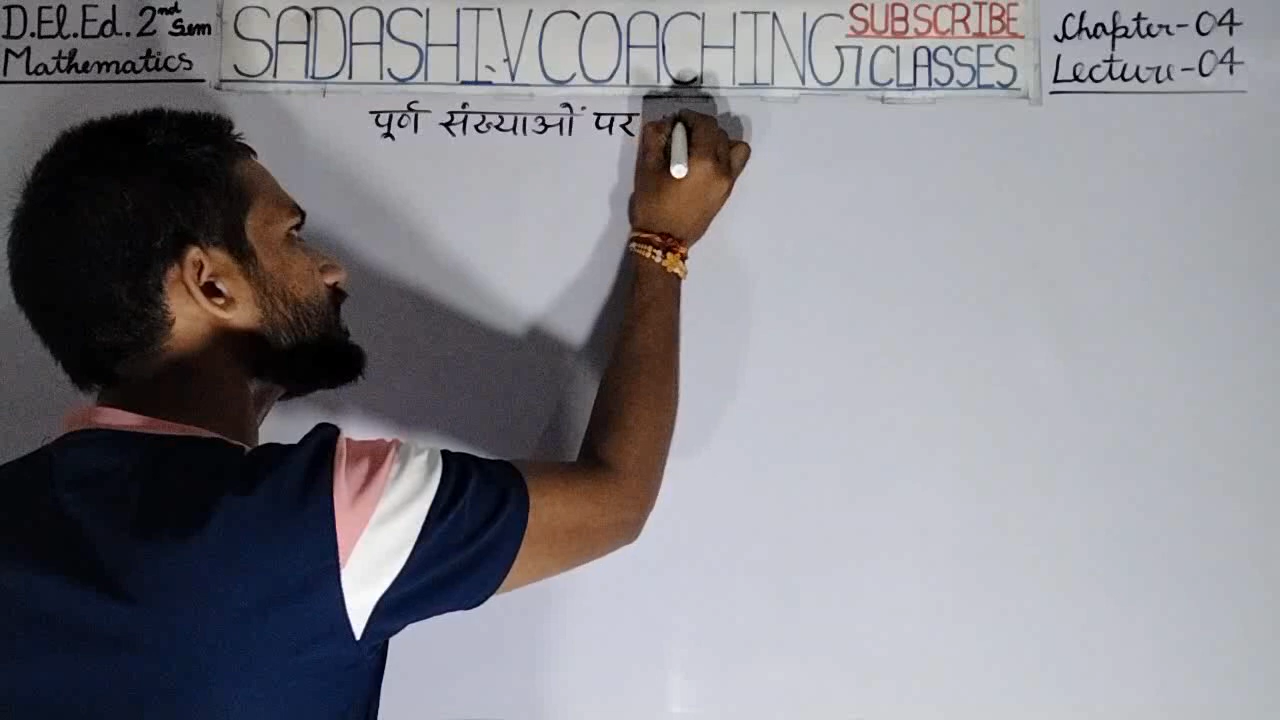 D.El.Ed. 2nd Sem
Mathematics
SADASHIV COACHING CLASSES
SUBSCRIBE
Chapter-04
Lecture-04
पूर्ण संख्याओं पर